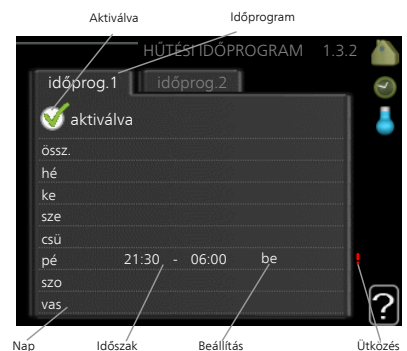 Aktiválva Időprogram
HŰTÉSI IDŐPROGRAM 1.3.2
időprog.1 időprog.2
aktiválva
össz.
hé
ke
sze
csü
pé 21:30 - 06:00 be !
szo
vas
?
Nap Időszak Beállítás Ütközés